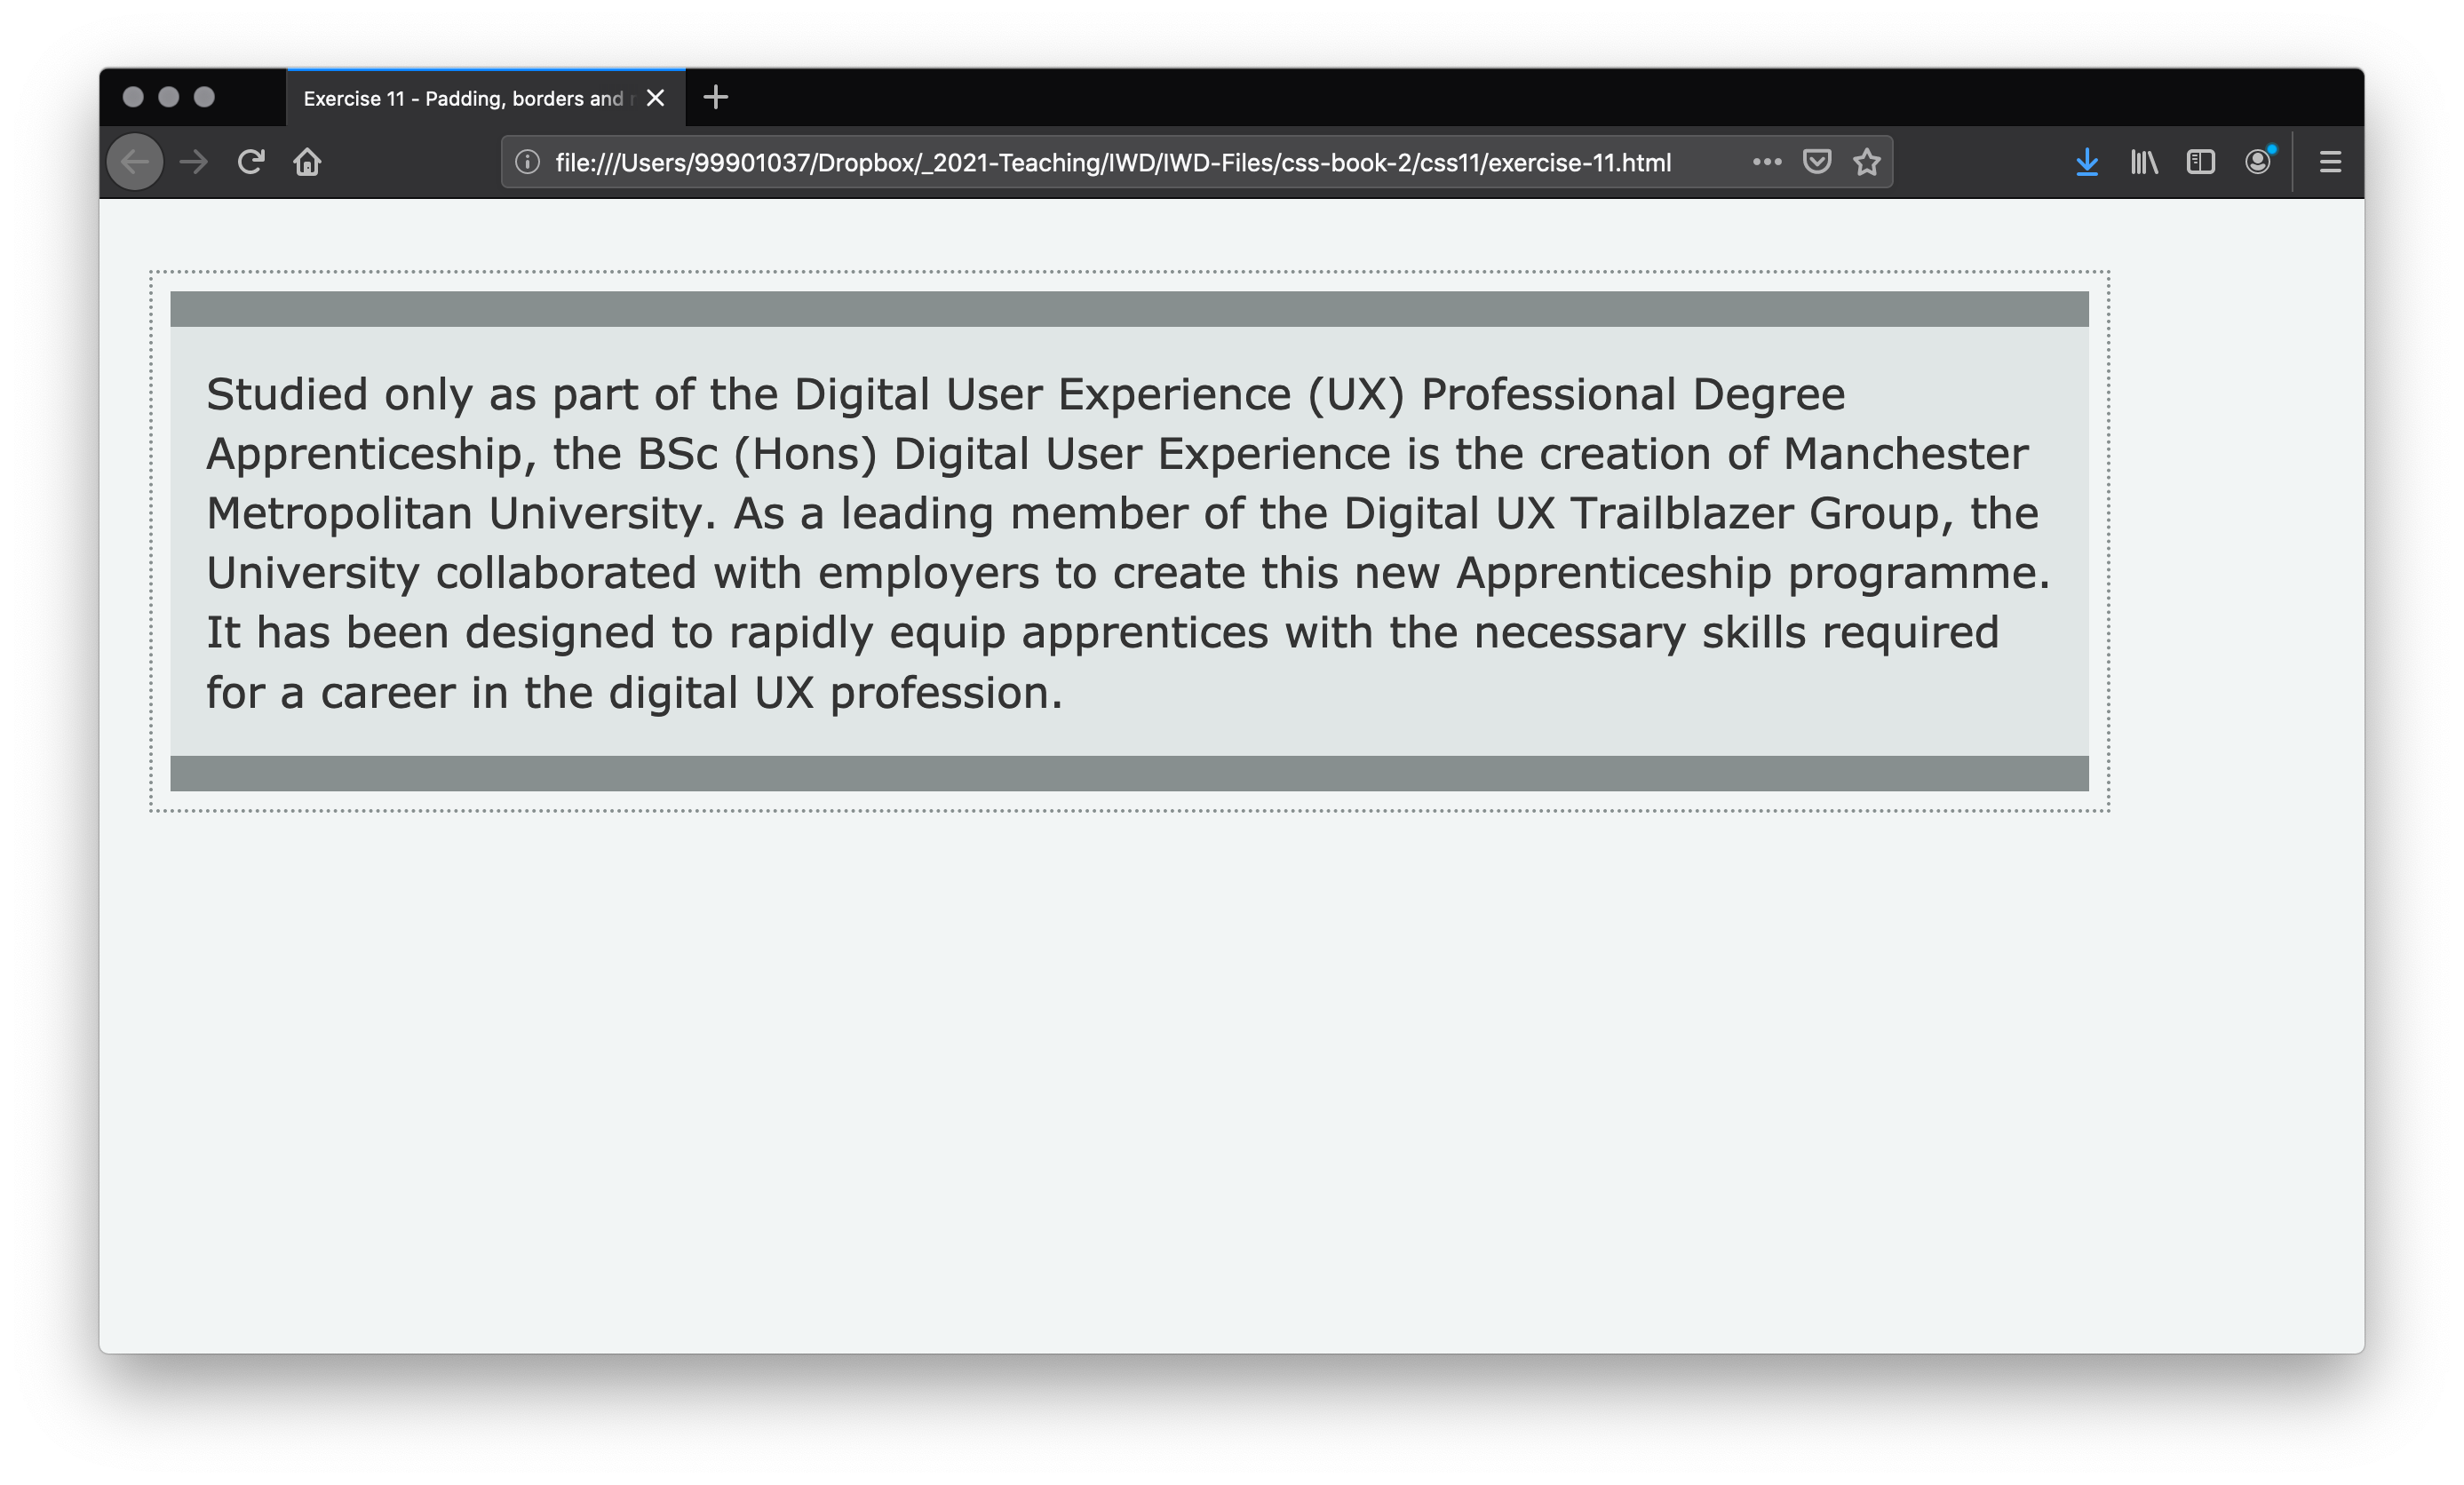 Exercise 11 - Padding, borders and
file:///Users/99901037/Dropbox/_2021-Teaching/IWD/IWD-Files/css-book-2/css11/exercise-11.html
Studied only as part of the Digital User Experience (UX) Professional Degree
Apprenticeship, the BSc (Hons) Digital User Experience is the creation of Manchester
Metropolitan University. As a leading member of the Digital UX Trailblazer Group, the
University collaborated with employers to create this new Apprenticeship programme.
It has been designed to rapidly equip apprentices with the necessary skills required
for a career in the digital UX profession.